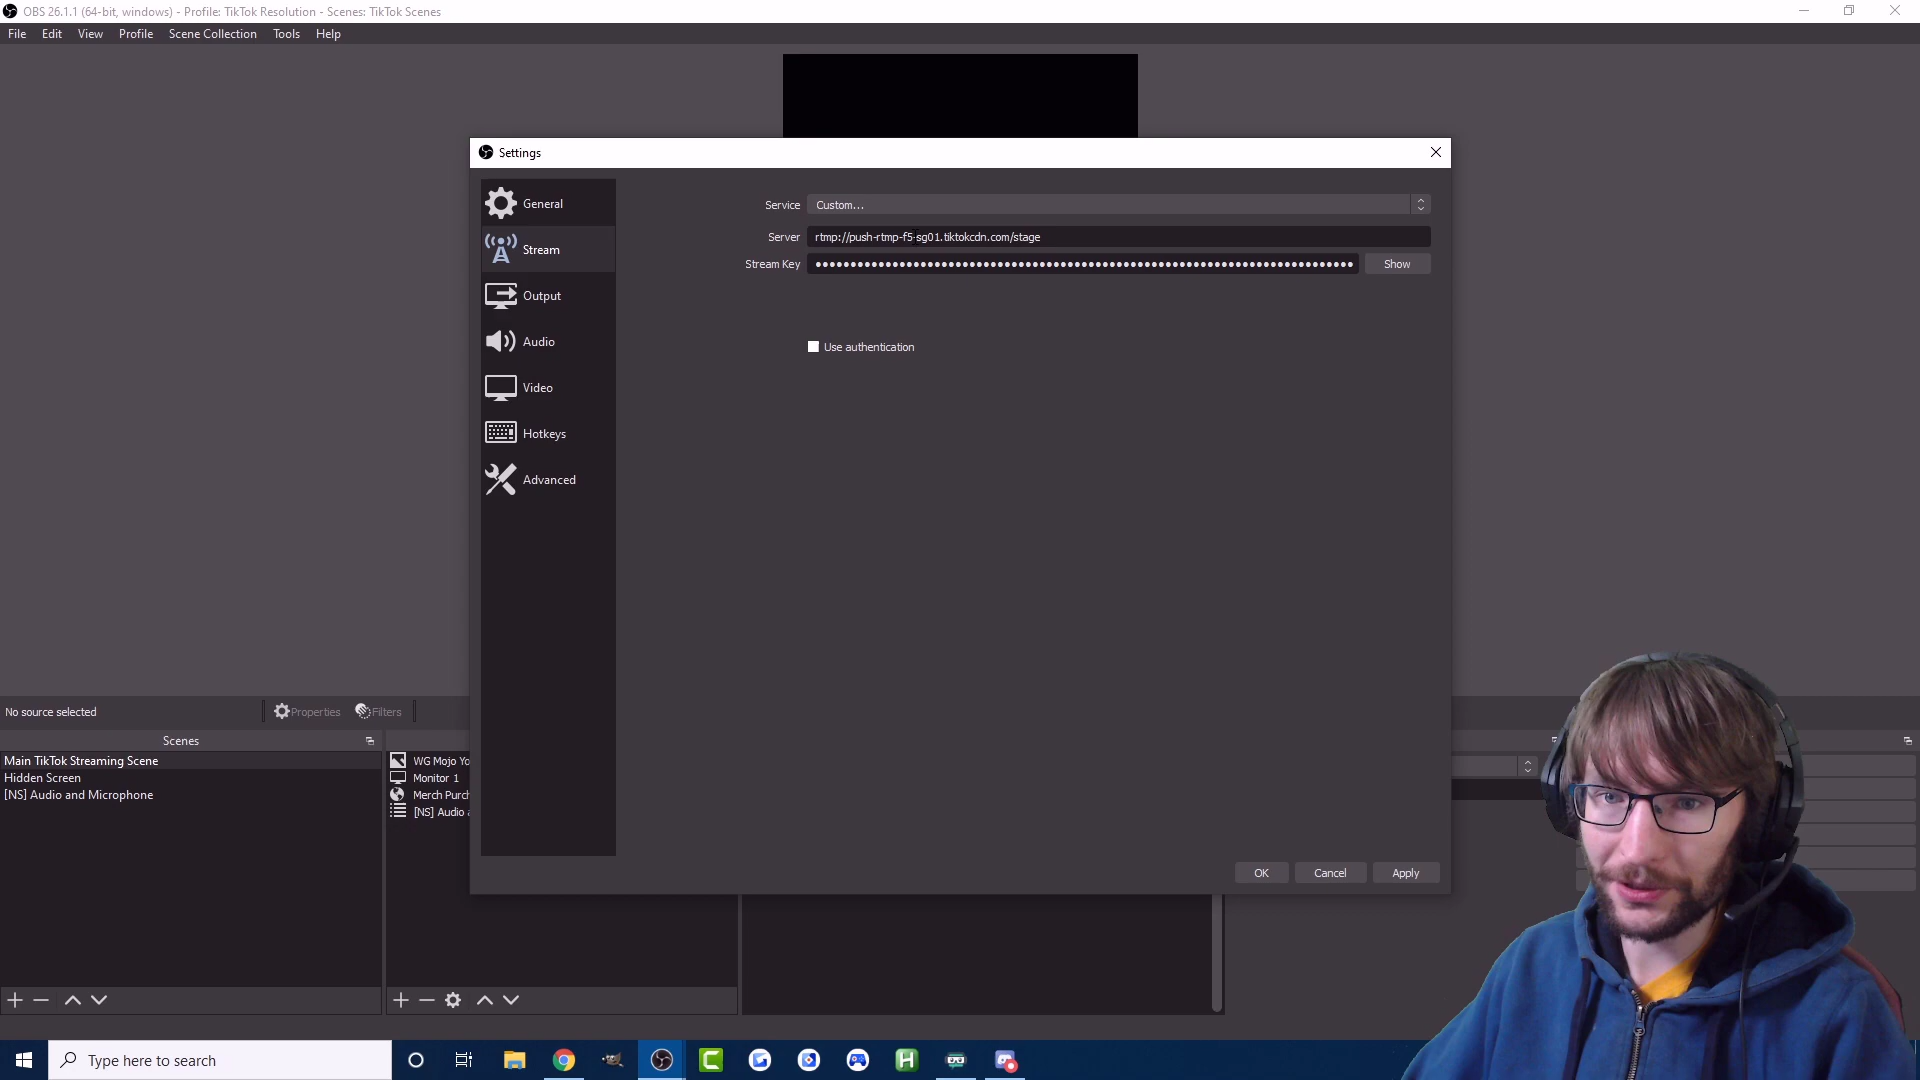 OBS 26.1.1 (64-bit, windows) - Profile: TikTok Resolution - Scenes: TikTok Scenes
File Edit View Profile Scene Collection Tools Help
Settings
General
Stream
Output
Audio
Video
Hotkeys
Advanced
Service Custom...
Server rtmp://push-rtmp-f5-sg01.tiktokcdn.com/stage
Stream Key Show
Use authentication
OK Cancel Apply
No source selected Properties Filters
Scenes
Main TikTok Streaming Scene
Hidden Screen
[NS] Audio and Microphone
WG Mojo Yo
Monitor 1
Merch Purch
[NS] Audio a
Type here to search